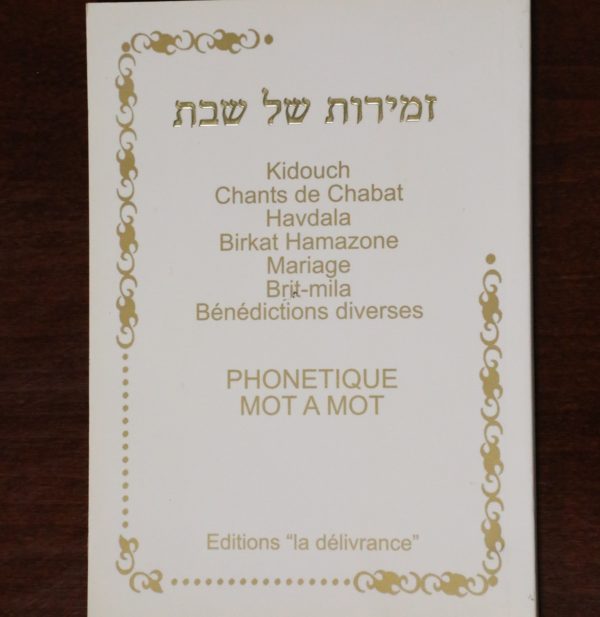 זמירות של שבת
Kidouch
Chants de Chabat
Havdala
Birkat Hamazone
Mariage
Brit-mila
Bénédictions diverses
PHONETIQUE
MOT A MOT
Editions "la délivrance"